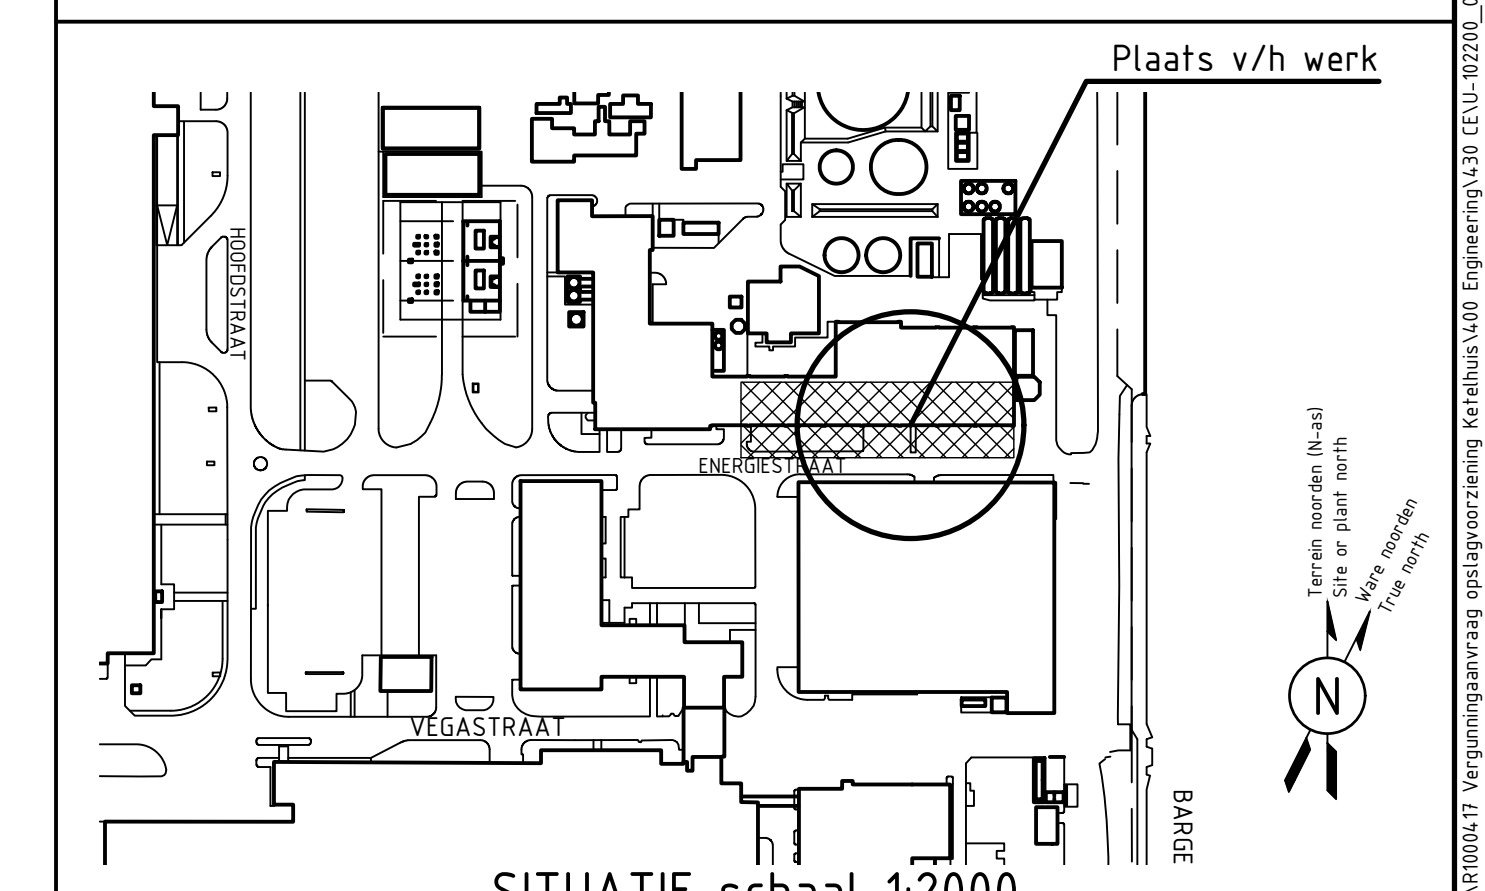 Plaats v/h werk
HOOFDSTRAAT
ENERGIESTRAAT
VEGASTRAAT
BARGE
Terrein noorden (N-as)
Site or plant north
Ware noorden
True north
N
SITUATIE schaal 1:2000
\R1000417 Vergunningaanvraag opslagvoorziening Ketelhuis\400 Engineering\430 CE\U-102200_0